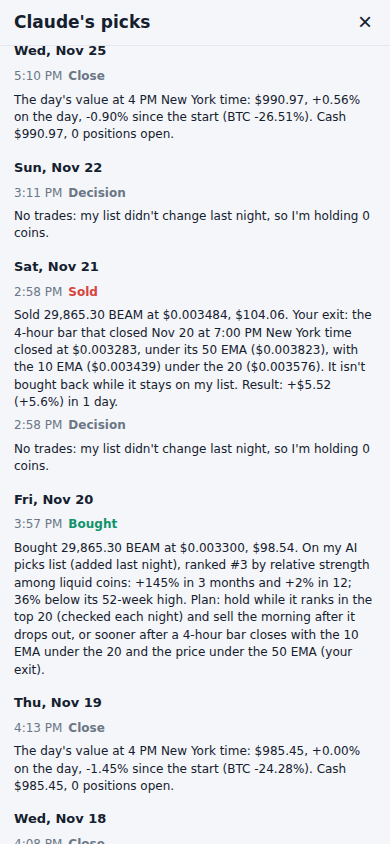 Claude's picks
Wed, Nov 25
5:10 PM Close
The day's value at 4 PM New York time: $990.97, +0.56%
on the day, -0.90% since the start (BTC -26.51%). Cash
$990.97, 0 positions open.
Sun, Nov 22
3:11 PM Decision
No trades: my list didn't change last night, so I'm holding 0
coins.
Sat, Nov 21
2:58 PM Sold
Sold 29,865.30 BEAM at $0.003484, $104.06. Your exit: the
4-hour bar that closed Nov 20 at 7:00 PM New York time
closed at $0.003283, under its 50 EMA ($0.003823), with
the 10 EMA ($0.003439) under the 20 ($0.003576). It isn't
bought back while it stays on my list. Result: +$5.52
(+5.6%) in 1 day.
2:58 PM Decision
No trades: my list didn't change last night, so I'm holding 0
coins.
Fri, Nov 20
3:57 PM Bought
Bought 29,865.30 BEAM at $0.003300, $98.54. On my AI
picks list (added last night), ranked #3 by relative strength
among liquid coins: +145% in 3 months and +2% in 12;
36% below its 52-week high. Plan: hold while it ranks in the
top 20 (checked each night) and sell the morning after it
drops out, or sooner after a 4-hour bar closes with the 10
EMA under the 20 and the price under the 50 EMA (your
exit).
Thu, Nov 19
4:13 PM Close
The day's value at 4 PM New York time: $985.45, +0.00%
on the day, -1.45% since the start (BTC -24.28%). Cash
$985.45, 0 positions open.
Wed, Nov 18
4:08 PM Close